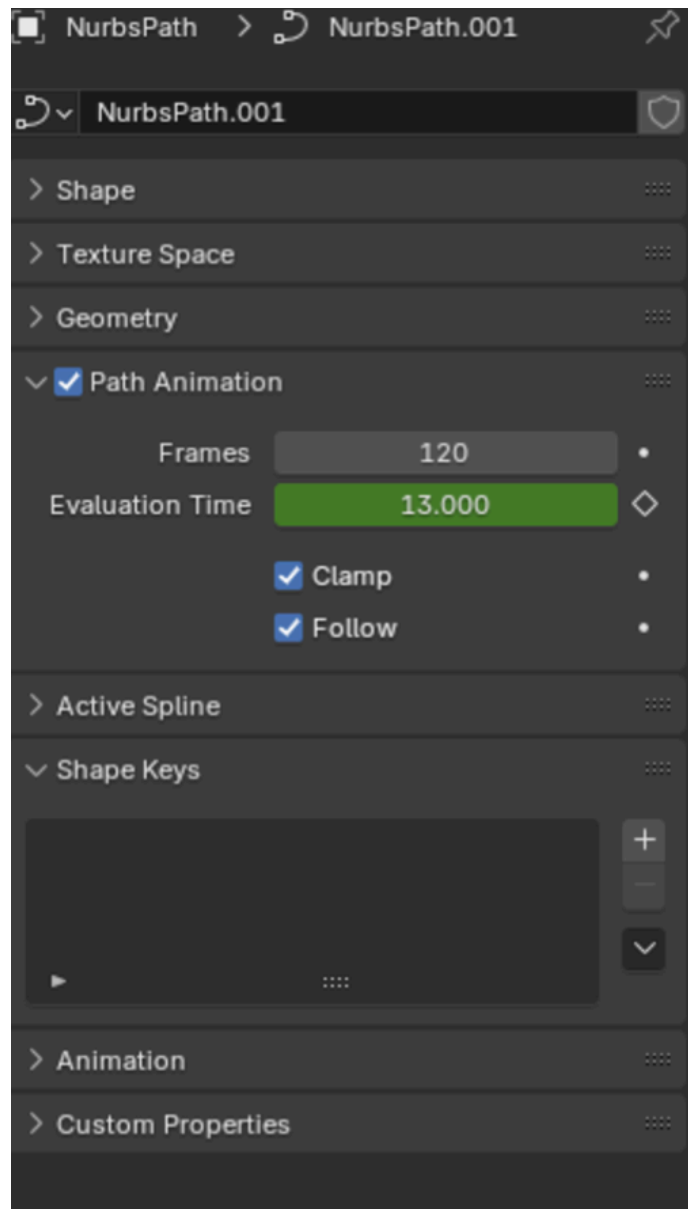 NurbsPath > NurbsPath.001
NurbsPath.001
Shape
Texture Space
Geometry
Path Animation
Frames 120
Evaluation Time 13.000
Clamp
Follow
Active Spline
Shape Keys
Animation
Custom Properties